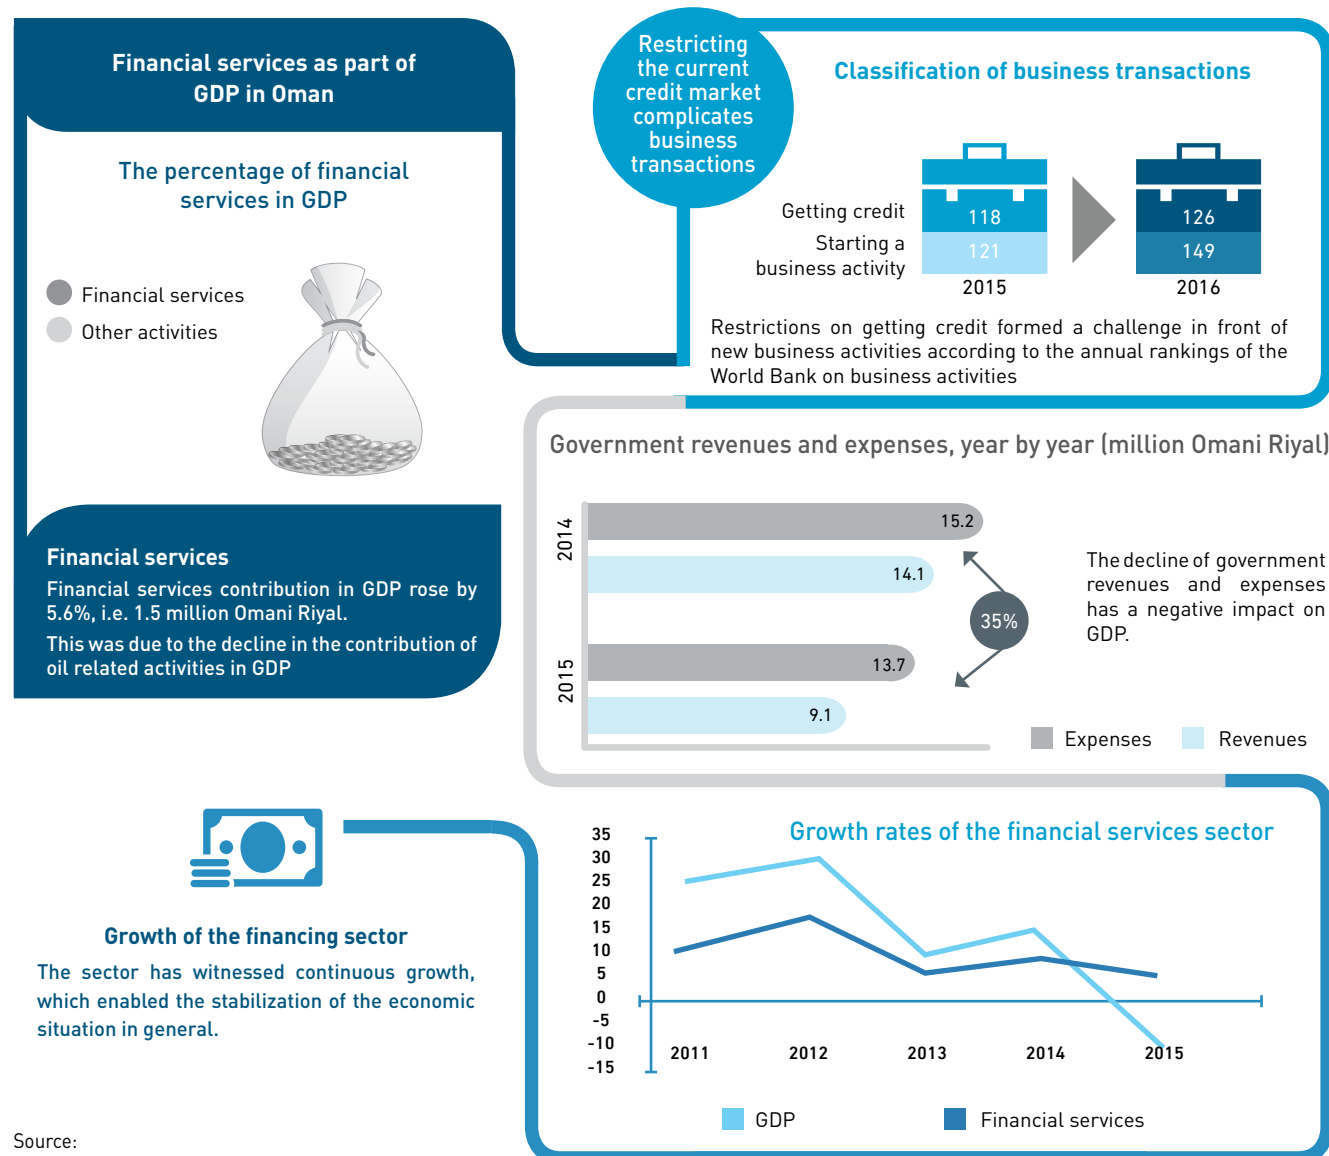 Financial services as part of
GDP in Oman
The percentage of financial
services in GDP
Financial services
Other activities
Financial services
Financial services contribution in GDP rose by
5.6%, i.e. 1.5 million Omani Riyal.
This was due to the decline in the contribution of
oil related activities in GDP
Restricting
the current
credit market
complicates
business
transactions
Classification of business transactions
Getting credit
118
126
Starting a
business activity
121
149
2015
2016
Restrictions on getting credit formed a challenge in front of
new business activities according to the annual rankings of the
World Bank on business activities
Government revenues and expenses, year by year (million Omani Riyal)
2014
15.2
14.1
2015
13.7
9.1
35%
The decline of government
revenues and expenses
has a negative impact on
GDP.
Expenses
Revenues
Growth of the financing sector
The sector has witnessed continuous growth,
which enabled the stabilization of the economic
situation in general.
Growth rates of the financial services sector
35
30
25
20
15
10
5
0
-5
-10
-15
2011
2012
2013
2014
2015
GDP
Financial services
Source: